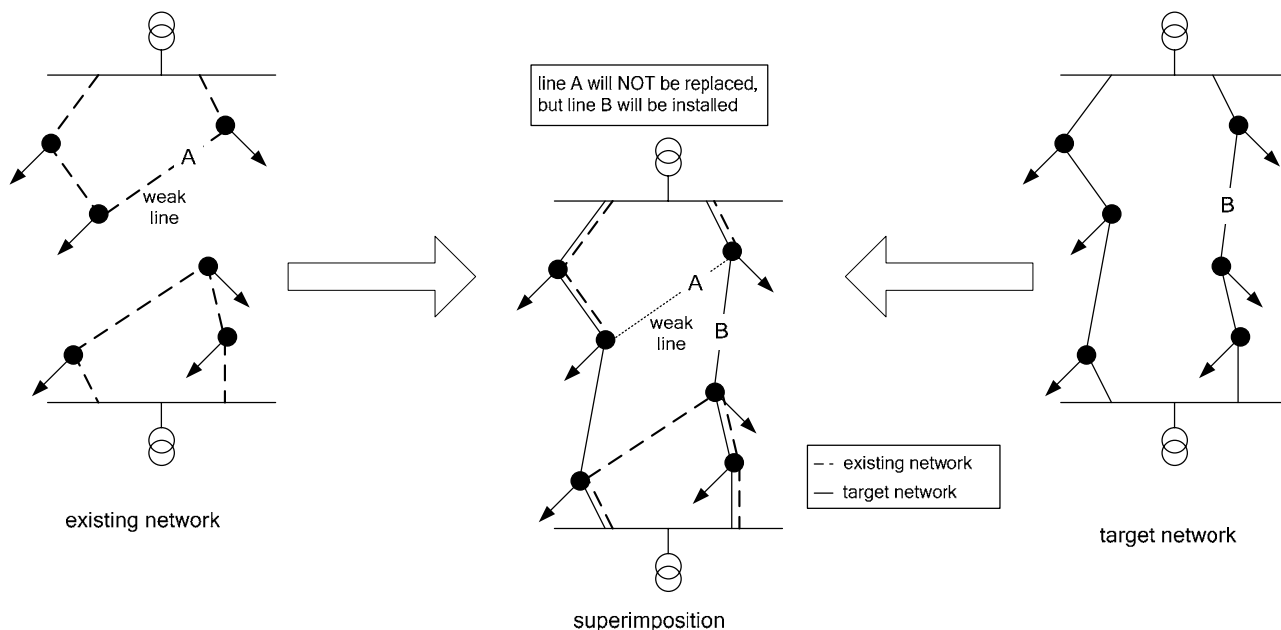 A
weak
line
existing network
line A will NOT be replaced,
but line B will be installed
A
weak
line
B
existing network
target network
superimposition
B
target network